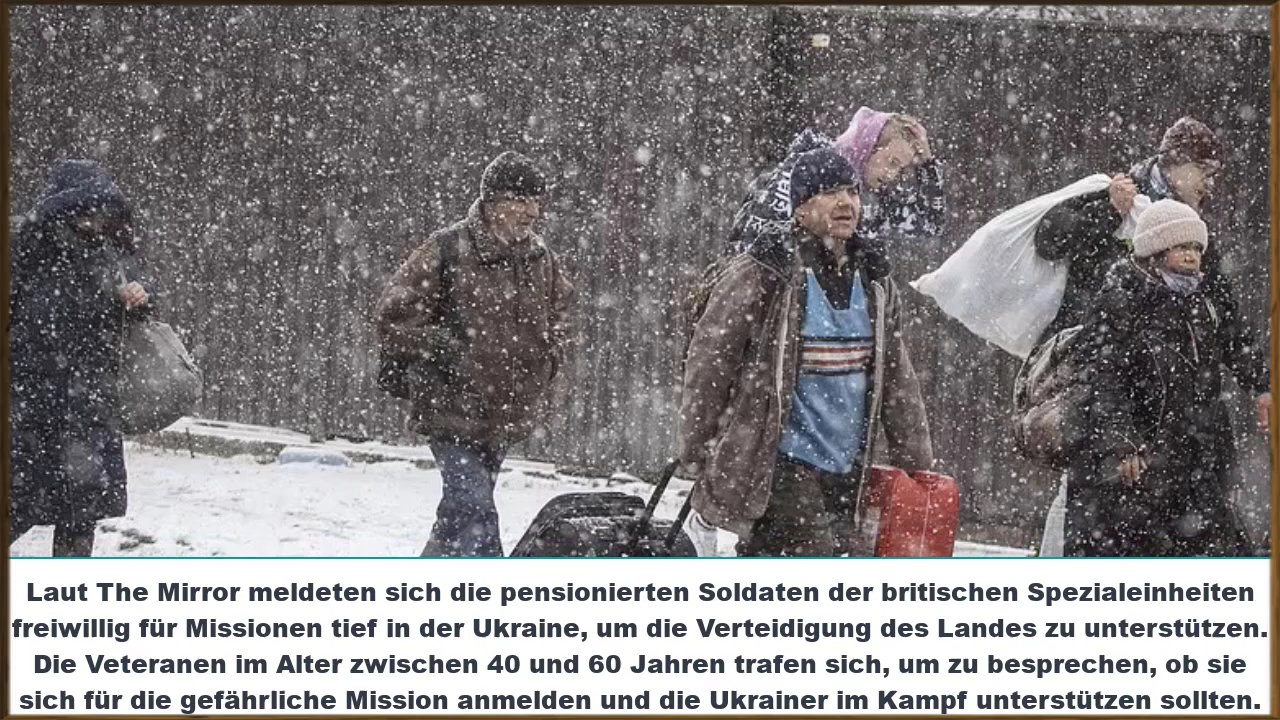 Laut The Mirror meldeten sich die pensionierten Soldaten der britischen Spezialeinheiten
freiwillig für Missionen tief in der Ukraine, um die Verteidigung des Landes zu unterstützen.
Die Veteranen im Alter zwischen 40 und 60 Jahren trafen sich, um zu besprechen, ob sie
sich für die gefährliche Mission anmelden und die Ukrainer im Kampf unterstützen sollten.